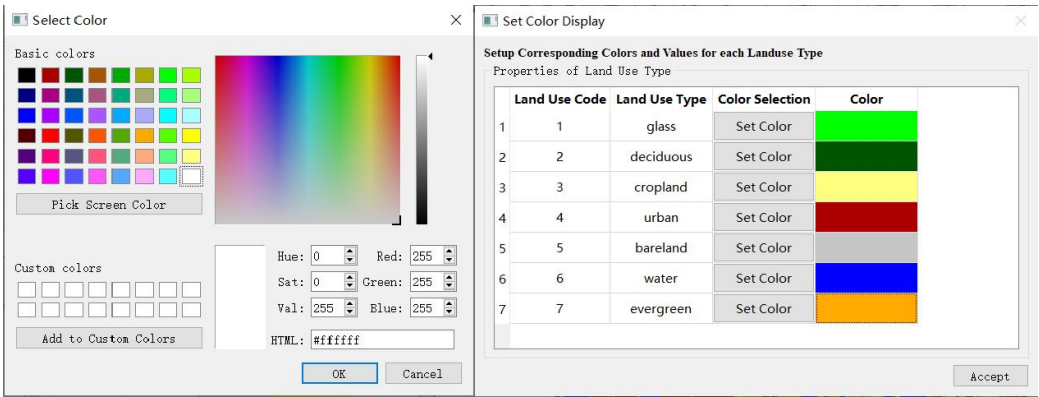 Select Color
Basic colors
Pick Screen Color
Custom colors
Add to Custom Colors
Hue: 0 Red: 255
Sat: 0 Green: 255
Val: 255 Blue: 255
HTML: #ffffff
OK Cancel
Set Color Display
Setup Corresponding Colors and Values for each Landuse Type
Properties of Land Use Type
Land Use Code Land Use Type Color Selection Color
1 1 glass Set Color
2 2 deciduous Set Color
3 3 cropland Set Color
4 4 urban Set Color
5 5 bareland Set Color
6 6 water Set Color
7 7 evergreen Set Color
Accept